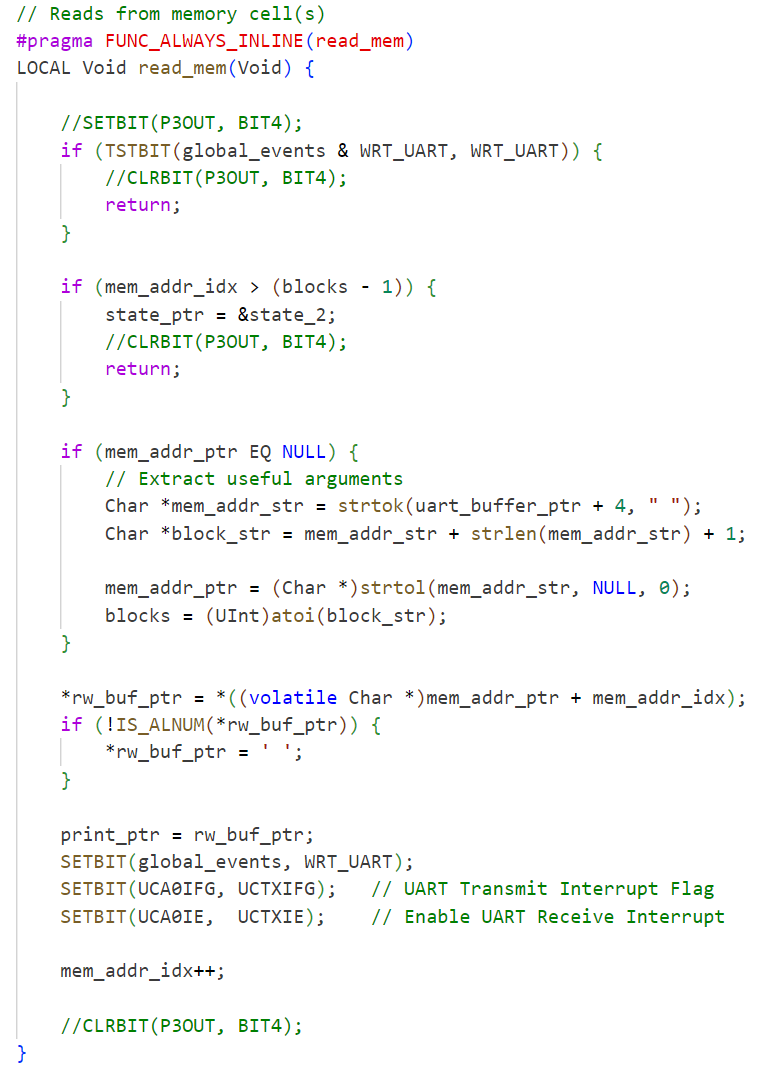 // Reads from memory cell(s)
#pragma FUNC_ALWAYS_INLINE(read_mem)
LOCAL Void read_mem(Void) {

    //SETBIT(P3OUT, BIT4);
    if (TSTBIT(global_events & WRT_UART, WRT_UART)) {
        //CLRBIT(P3OUT, BIT4);
        return;
    }

    if (mem_addr_idx > (blocks - 1)) {
        state_ptr = &state_2;
        //CLRBIT(P3OUT, BIT4);
        return;
    }

    if (mem_addr_ptr EQ NULL) {
        // Extract useful arguments
        Char *mem_addr_str = strtok(uart_buffer_ptr + 4, " ");
        Char *block_str = mem_addr_str + strlen(mem_addr_str) + 1;

        mem_addr_ptr = (Char *)strtol(mem_addr_str, NULL, 0);
        blocks = (UInt)atoi(block_str);
    }

    *rw_buf_ptr = *((volatile Char *)mem_addr_ptr + mem_addr_idx);
    if (!IS_ALNUM(*rw_buf_ptr)) {
        *rw_buf_ptr = ' ';
    }

    print_ptr = rw_buf_ptr;
    SETBIT(global_events, WRT_UART);
    SETBIT(UCA0IFG, UCTXIFG);   // UART Transmit Interrupt Flag
    SETBIT(UCA0IE,  UCTXIE);    // Enable UART Receive Interrupt

    mem_addr_idx++;

    //CLRBIT(P3OUT, BIT4);
}